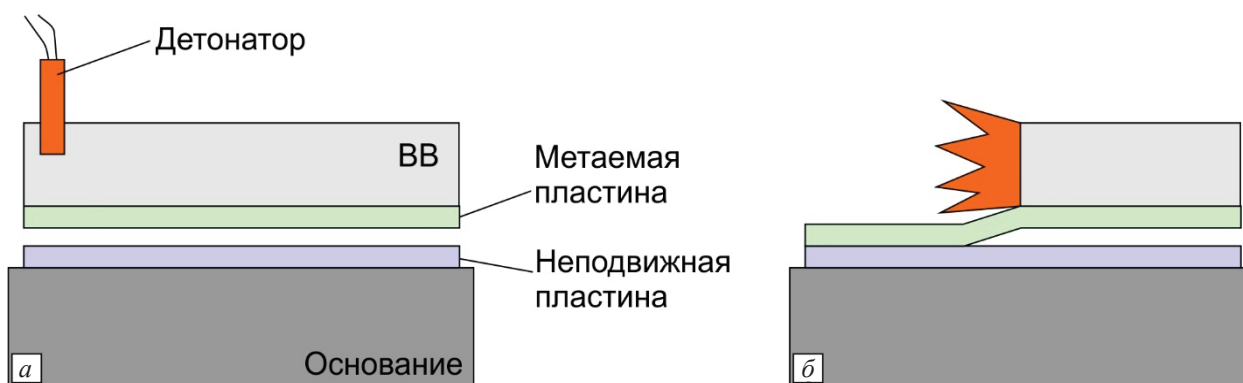 Детонатор
ВВ
Метаемая
пластина
Неподвижная
пластина
Основание
а
б